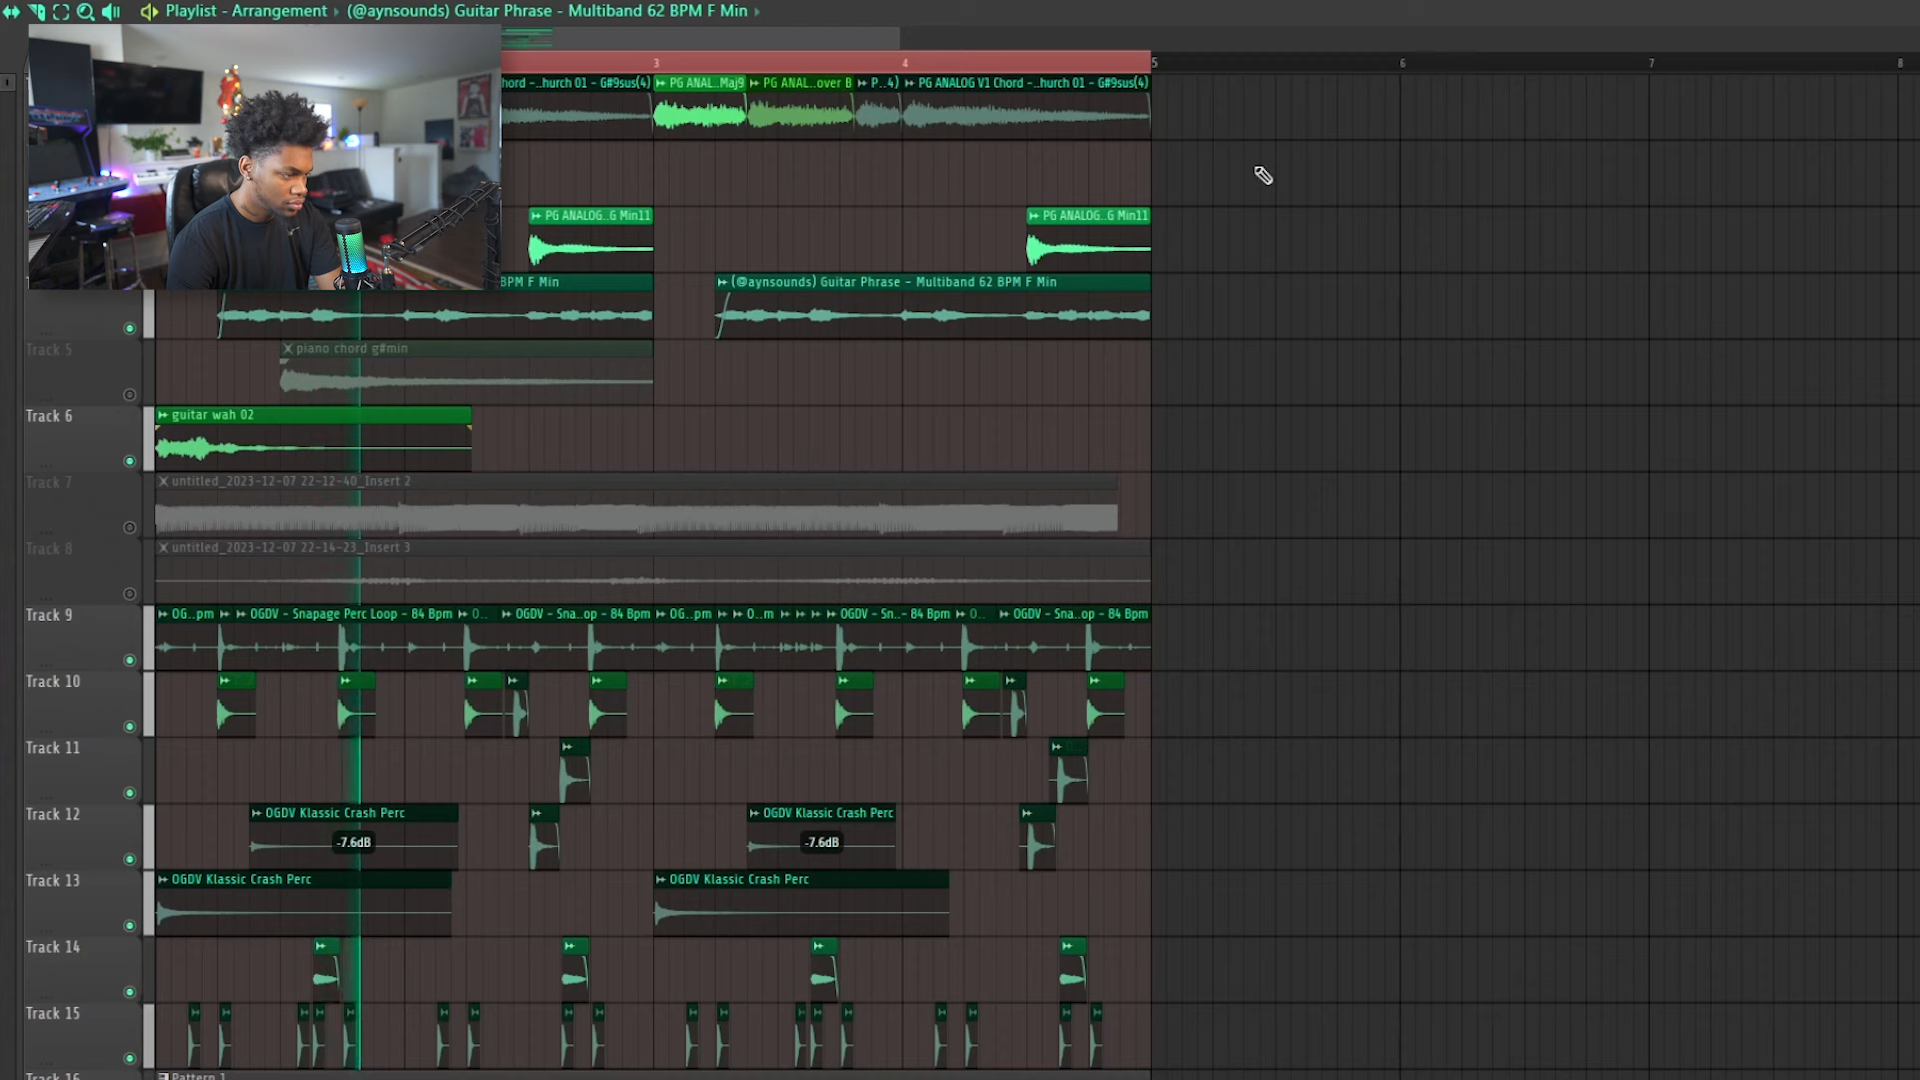 Playlist - Arrangement › (@aynsounds) Guitar Phrase - Multiband 62 BPM F Min ›
3 4 5 6 7 8
hord -..hurch 01 - G#9sus(4) PG ANAL..Maj9 PG ANAL..over B P..4) PG ANALOG V1 Chord -..hurch 01 - G#9sus(4)
PG ANALOG..G Min11 PG ANALOG..G Min11
BPM F Min (@aynsounds) Guitar Phrase - Multiband 62 BPM F Min
Track 5 piano chord g#min
Track 6 guitar wah 02
Track 7 untitled_2023-12-07 22-12-40_Insert 2
Track 8 untitled_2023-12-07 22-14-23_Insert 3
Track 9 OG..pm OGDV - Snapage Perc Loop - 84 Bpm O.. OGDV - Sna..op - 84 Bpm OG..pm O..m OGDV - Sn..- 84 Bpm O.. OGDV - Sna..op - 84 Bpm
Track 10
Track 11
Track 12 OGDV Klassic Crash Perc OGDV Klassic Crash Perc
-7.6dB -7.6dB
Track 13 OGDV Klassic Crash Perc OGDV Klassic Crash Perc
Track 14
Track 15
Track 16 Pattern 1